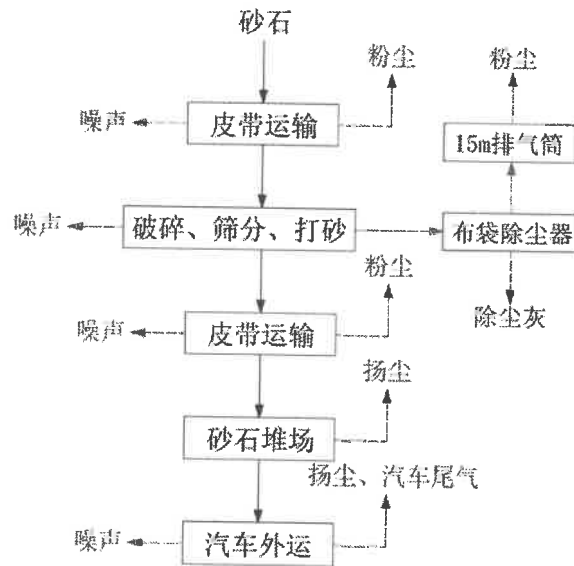 砂石
粉尘
粉尘
噪声
皮带运输
15m排气筒
噪声
破碎、筛分、打砂
布袋除尘器
粉尘
除尘灰
噪声
皮带运输
扬尘
砂石堆场
扬尘、汽车尾气
噪声
汽车外运